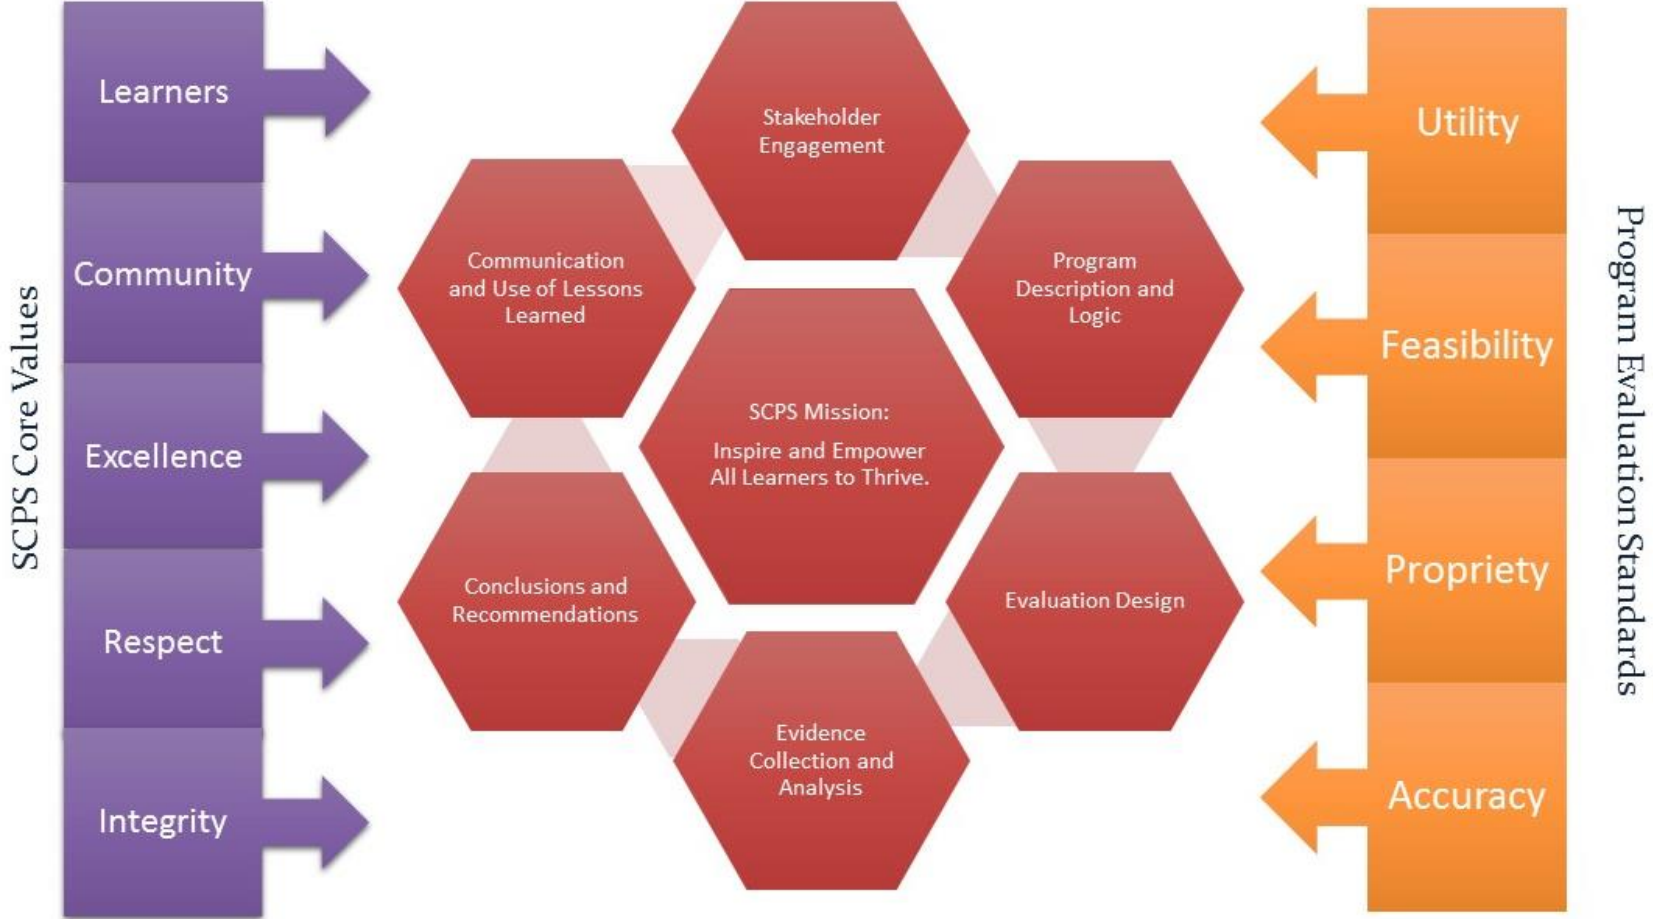 SCPS Core Values
Learners
Community
Excellence
Respect
Integrity
Stakeholder
Engagement
Communication
and Use of Lessons
Learned
Program
Description and
Logic
SCPS Mission:
Inspire and Empower
All Learners to Thrive.
Conclusions and
Recommendations
Evaluation Design
Evidence
Collection and
Analysis
Utility
Feasibility
Propriety
Accuracy
Program Evaluation Standards